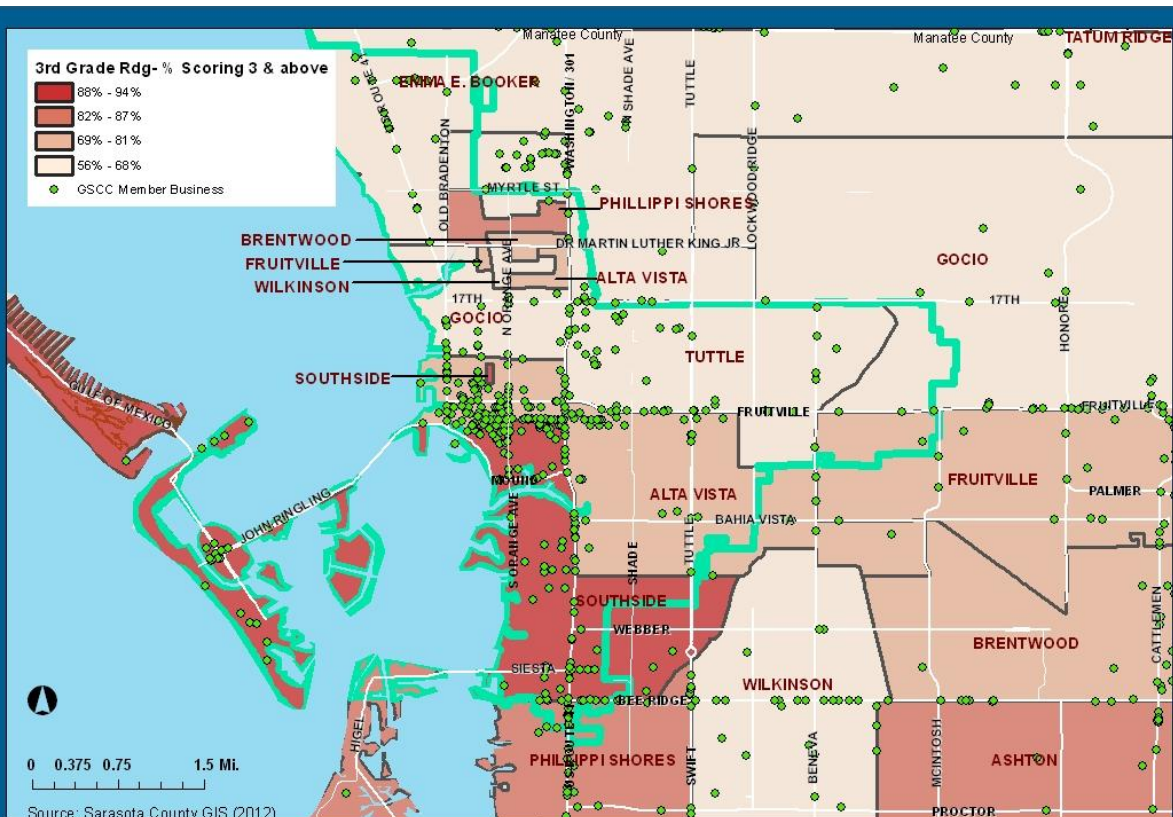 Manatee County
Manatee County
TATUM RIDGE
3rd Grade Rdg- % Scoring 3 & above
88% - 94%
82% - 87%
69% - 81%
56% - 68%
GSCC Member Business
EMMA E. BOOKER
WASHINGTON / 301
N SHADE AVE
TUTTLE
OLD BRADENTON
LOCKWOOD RIDGE
MYRTLE ST
PHILLIPPI SHORES
BRENTWOOD
DR MARTIN LUTHER KING JR
FRUITVILLE
GOCIO
WILKINSON
N ORANGE AVE
ALTA VISTA
17TH
17TH
GOCIO
HONORE
TUTTLE
SOUTHSIDE
GULF OF MEXICO
FRUITVILLE
FRUITVILLE
MOUND
ALTA VISTA
FRUITVILLE
PALMER
BAHIA VISTA
JOHN RINGLING
S ORANGE AVE
SHADE
TUTTLE
SOUTHSIDE
WEBBER
BRENTWOOD
CATTLEMEN
SIESTA
BEE RIDGE
WILKINSON
HIGEL
PHILLIPPI SHORES
SWIFT
BENEVA
MCINTOSH
ASHTON
0 0.375 0.75 1.5 Mi.
PROCTOR
Source: Sarasota County GIS (2012)